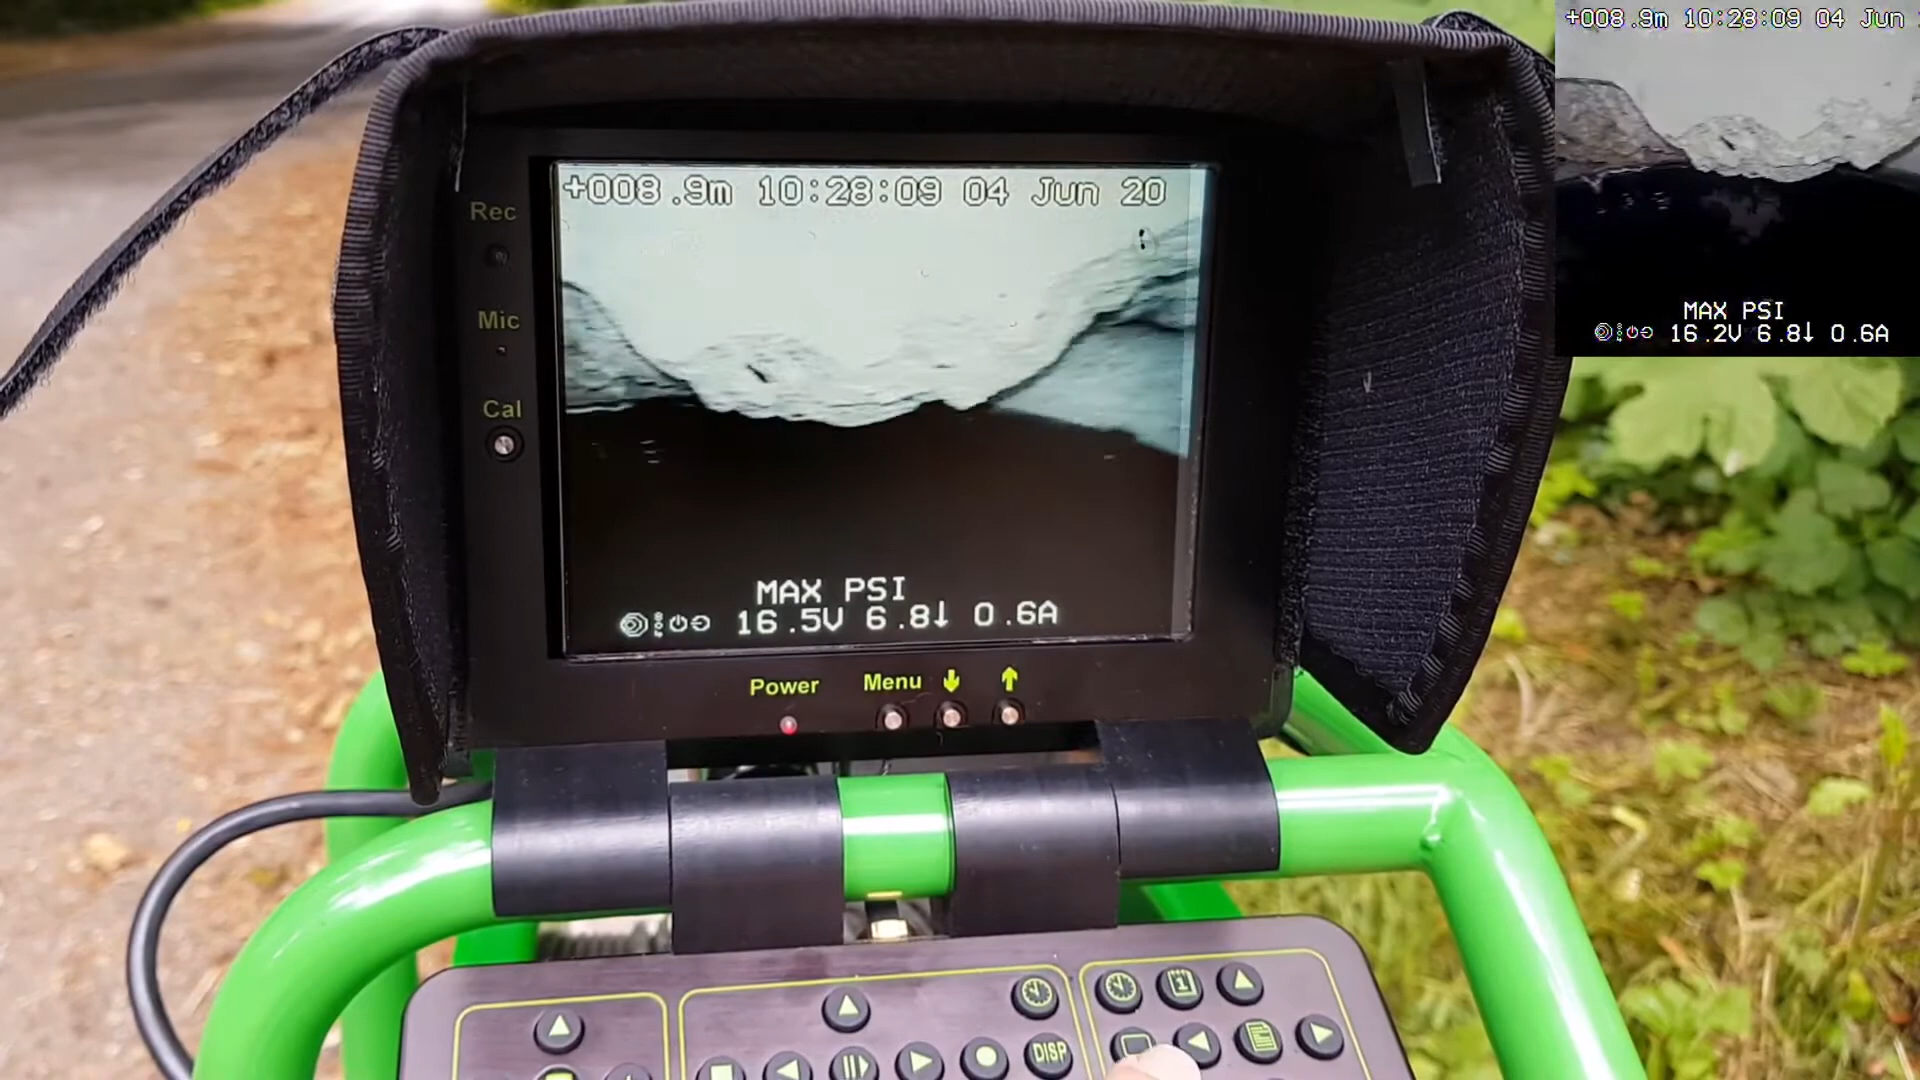 +008.9m 10:28:09 04 Jun
MAX PSI
16.2V 6.8↓ 0.6A
+008.9m 10:28:09 04 Jun 20
Rec
Mic
Cal
MAX PSI
16.5V 6.8↓ 0.6A
Power Menu
1
DISP